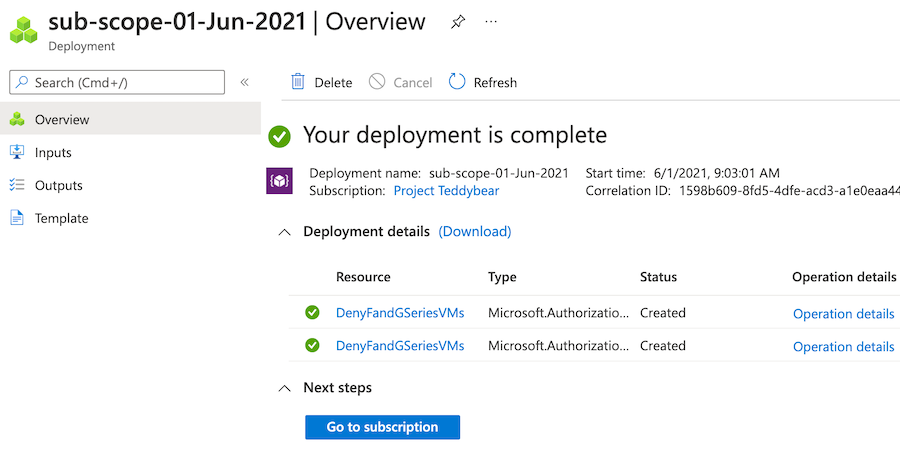 sub-scope-01-Jun-2021 | Overview
Deployment
Search (Cmd+/)
Delete Cancel Refresh
Overview
Inputs
Outputs
Template
Your deployment is complete
Deployment name: sub-scope-01-Jun-2021 Start time: 6/1/2021, 9:03:01 AM
Subscription: Project Teddybear Correlation ID: 1598b609-8fd5-4dfe-acd3-a1e0eaa44
Deployment details (Download)
Resource Type Status Operation details
DenyFandGSeriesVMs Microsoft.Authorizatio... Created Operation details
DenyFandGSeriesVMs Microsoft.Authorizatio... Created Operation details
Next steps
Go to subscription